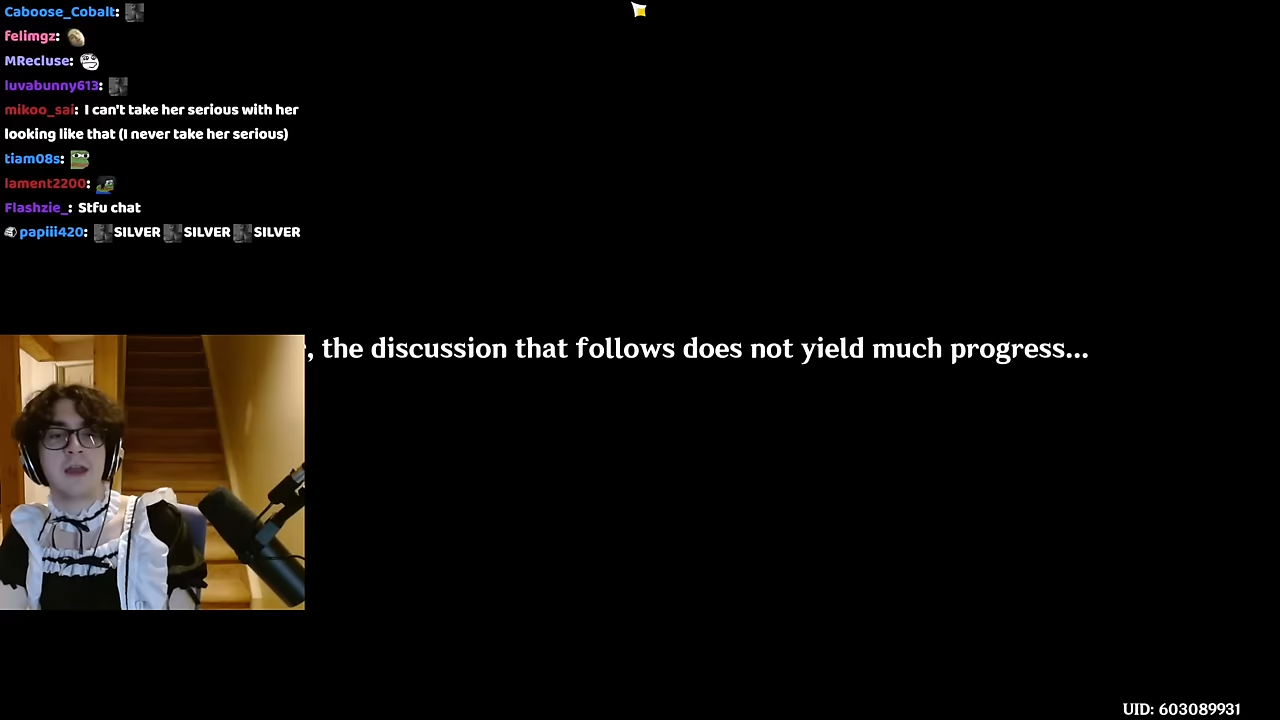 Caboose_Cobalt:
felimgz:
MRecluse:
luvabunny613:
mikoo_sai: I can't take her serious with her
looking like that (I never take her serious)
tiam08s:
lament2200:
Flashzie_: Stfu chat
papiii420: SILVER SILVER SILVER
, the discussion that follows does not yield much progress...
UID: 603089931